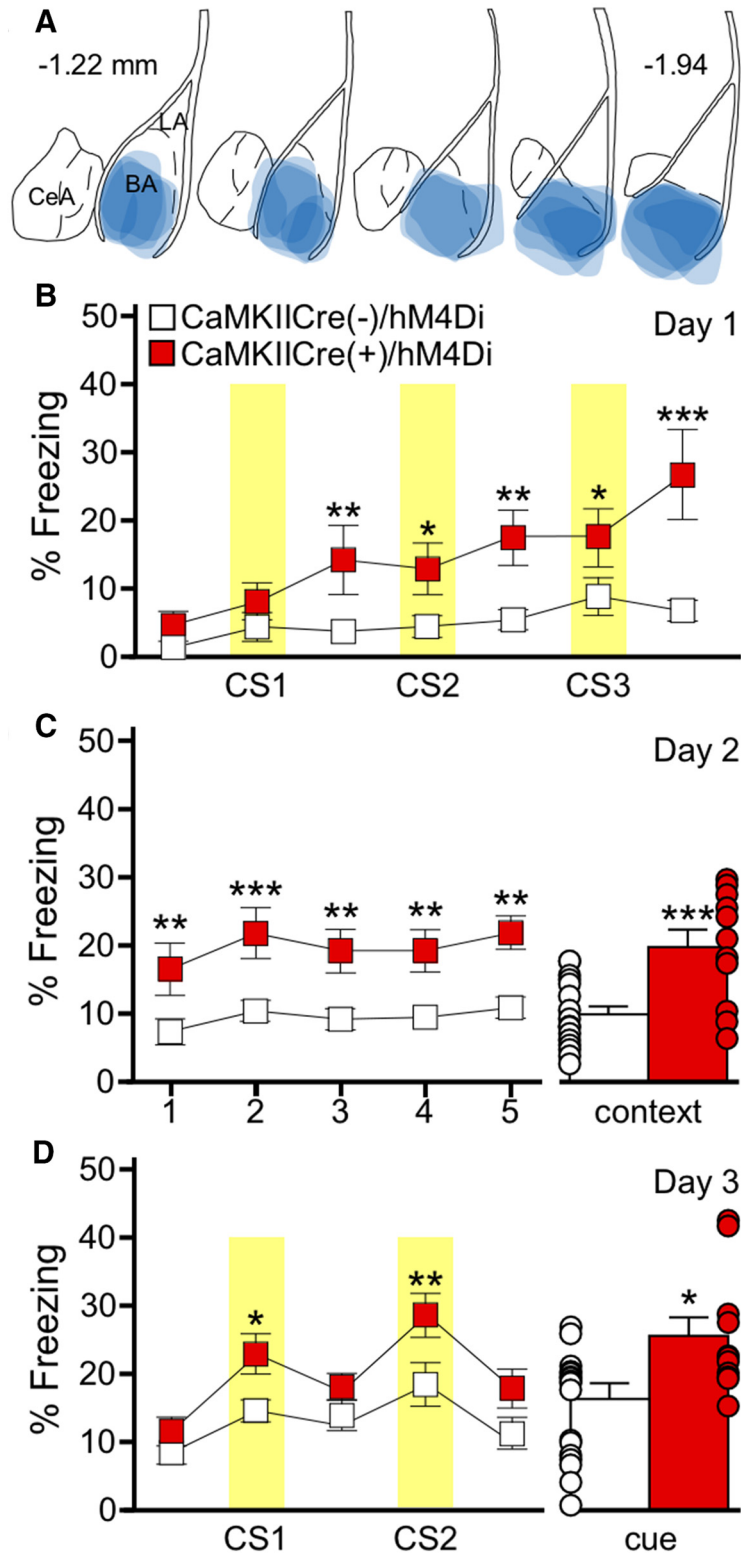 A
-1.22 mm
-1.94
LA
CeA
BA
B
50
CaMKIICre(-)/hM4Di
Day 1
CaMKIICre(+)/hM4Di
40
***
30
**
**
*
*
20
10
0
% Freezing
CS1
CS2
CS3
C
50
Day 2
40
30
***
**
**
**
**
***
20
10
0
% Freezing
1
2
3
4
5
context
D
50
Day 3
40
30
**
*
*
20
10
0
% Freezing
CS1
CS2
cue